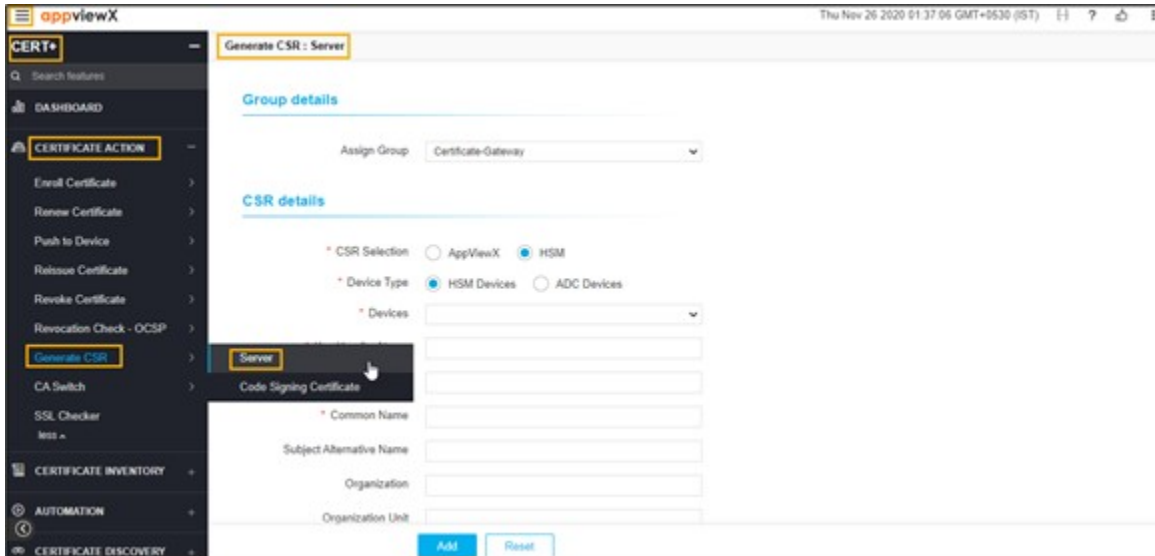 appviewX
Thu Nov 26 2020 01:37:06 GMT+0530 (IST)
?
CERT+
Generate CSR : Server
Search features
DASHBOARD
CERTIFICATE ACTION
Enroll Certificate
Renew Certificate
Push to Device
Reissue Certificate
Revoke Certificate
Revocation Check - OCSP
Generate CSR
CA Switch
SSL Checker
less
CERTIFICATE INVENTORY
AUTOMATION
CERTIFICATE DISCOVERY
Server
Code Signing Certificate
Group details
Assign Group Certificate-Gateway
CSR details
* CSR Selection AppViewX HSM
* Device Type HSM Devices ADC Devices
* Devices
* Common Name
Subject Alternative Name
Organization
Organization Unit
Add Reset